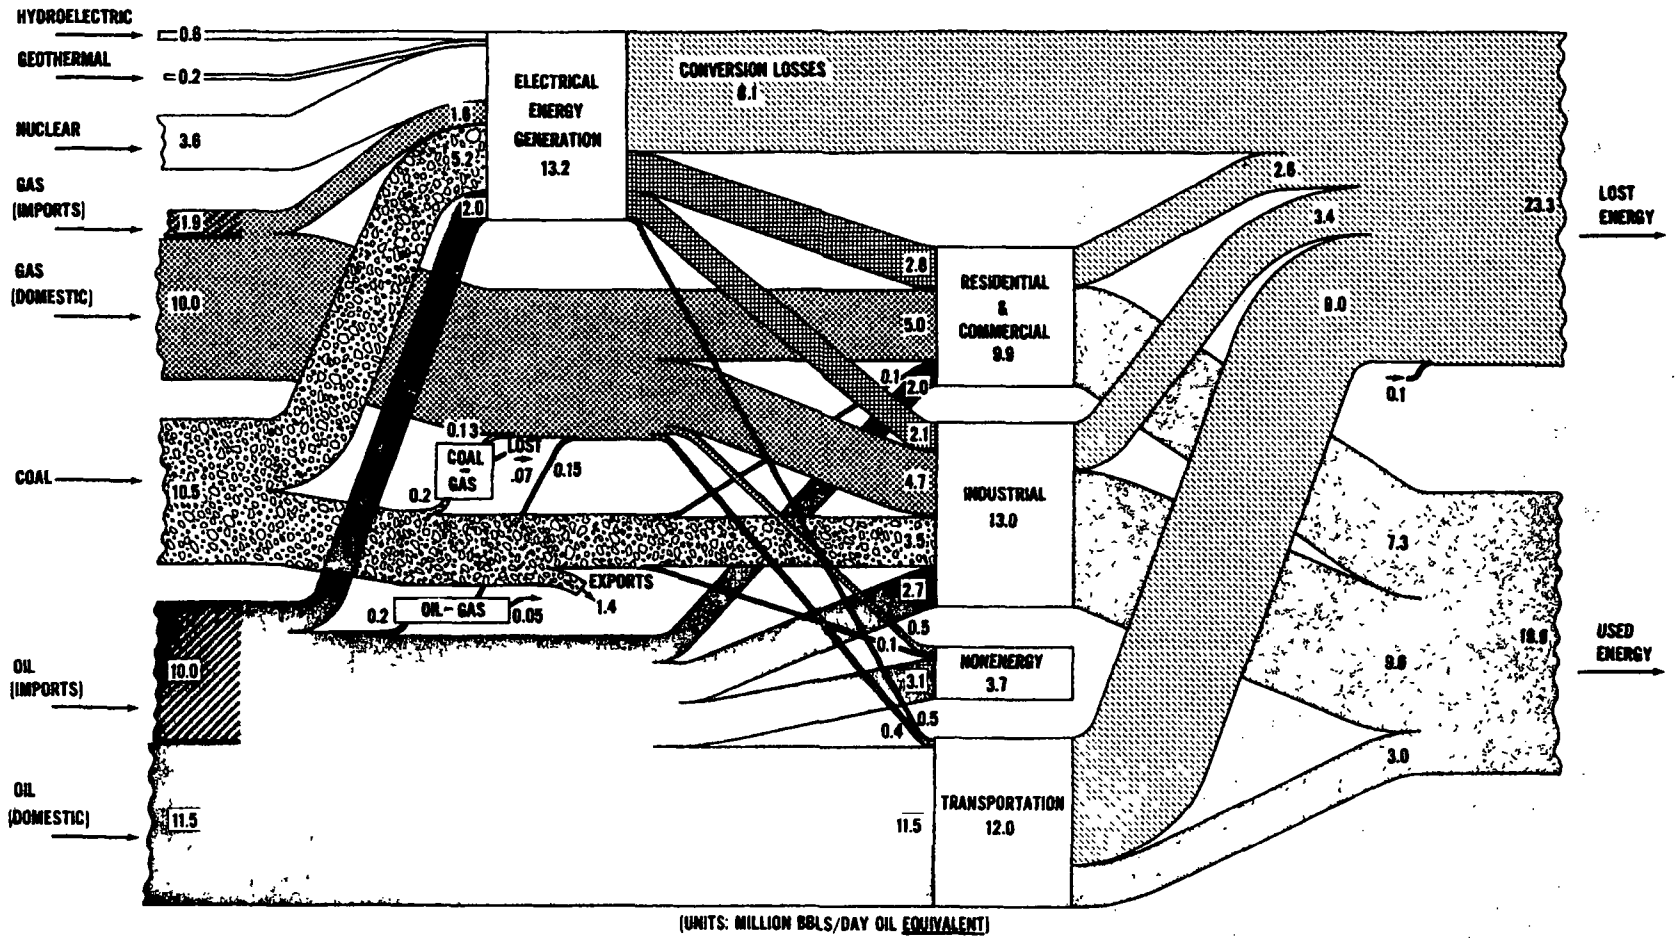 HYDROELECTRIC
0.8
GEOTHERMAL
0.2
NUCLEAR
3.6
GAS
(IMPORTS)
1.9
GAS
(DOMESTIC)
10.0
COAL
10.5
OIL
(IMPORTS)
10.0
OIL
(DOMESTIC)
11.5
1.8
5.2
2.0
ELECTRICAL
ENERGY
GENERATION
13.2
CONVERSION LOSSES
8.1
0.13
COAL
-
GAS
LOST
.07
0.15
0.2
EXPORTS
1.4
OIL - GAS
0.2
0.05
2.8
5.0
0.1
2.0
2.1
4.7
3.5
2.7
0.5
0.1
3.1
0.5
0.4
11.5
RESIDENTIAL
&
COMMERCIAL
9.9
INDUSTRIAL
13.0
NONENERGY
3.7
TRANSPORTATION
12.0
3.4
9.0
0.1
7.3
9.6
3.0
23.3
LOST
ENERGY
USED
ENERGY
(UNITS: MILLION BBLS/DAY OIL EQUIVALENT)